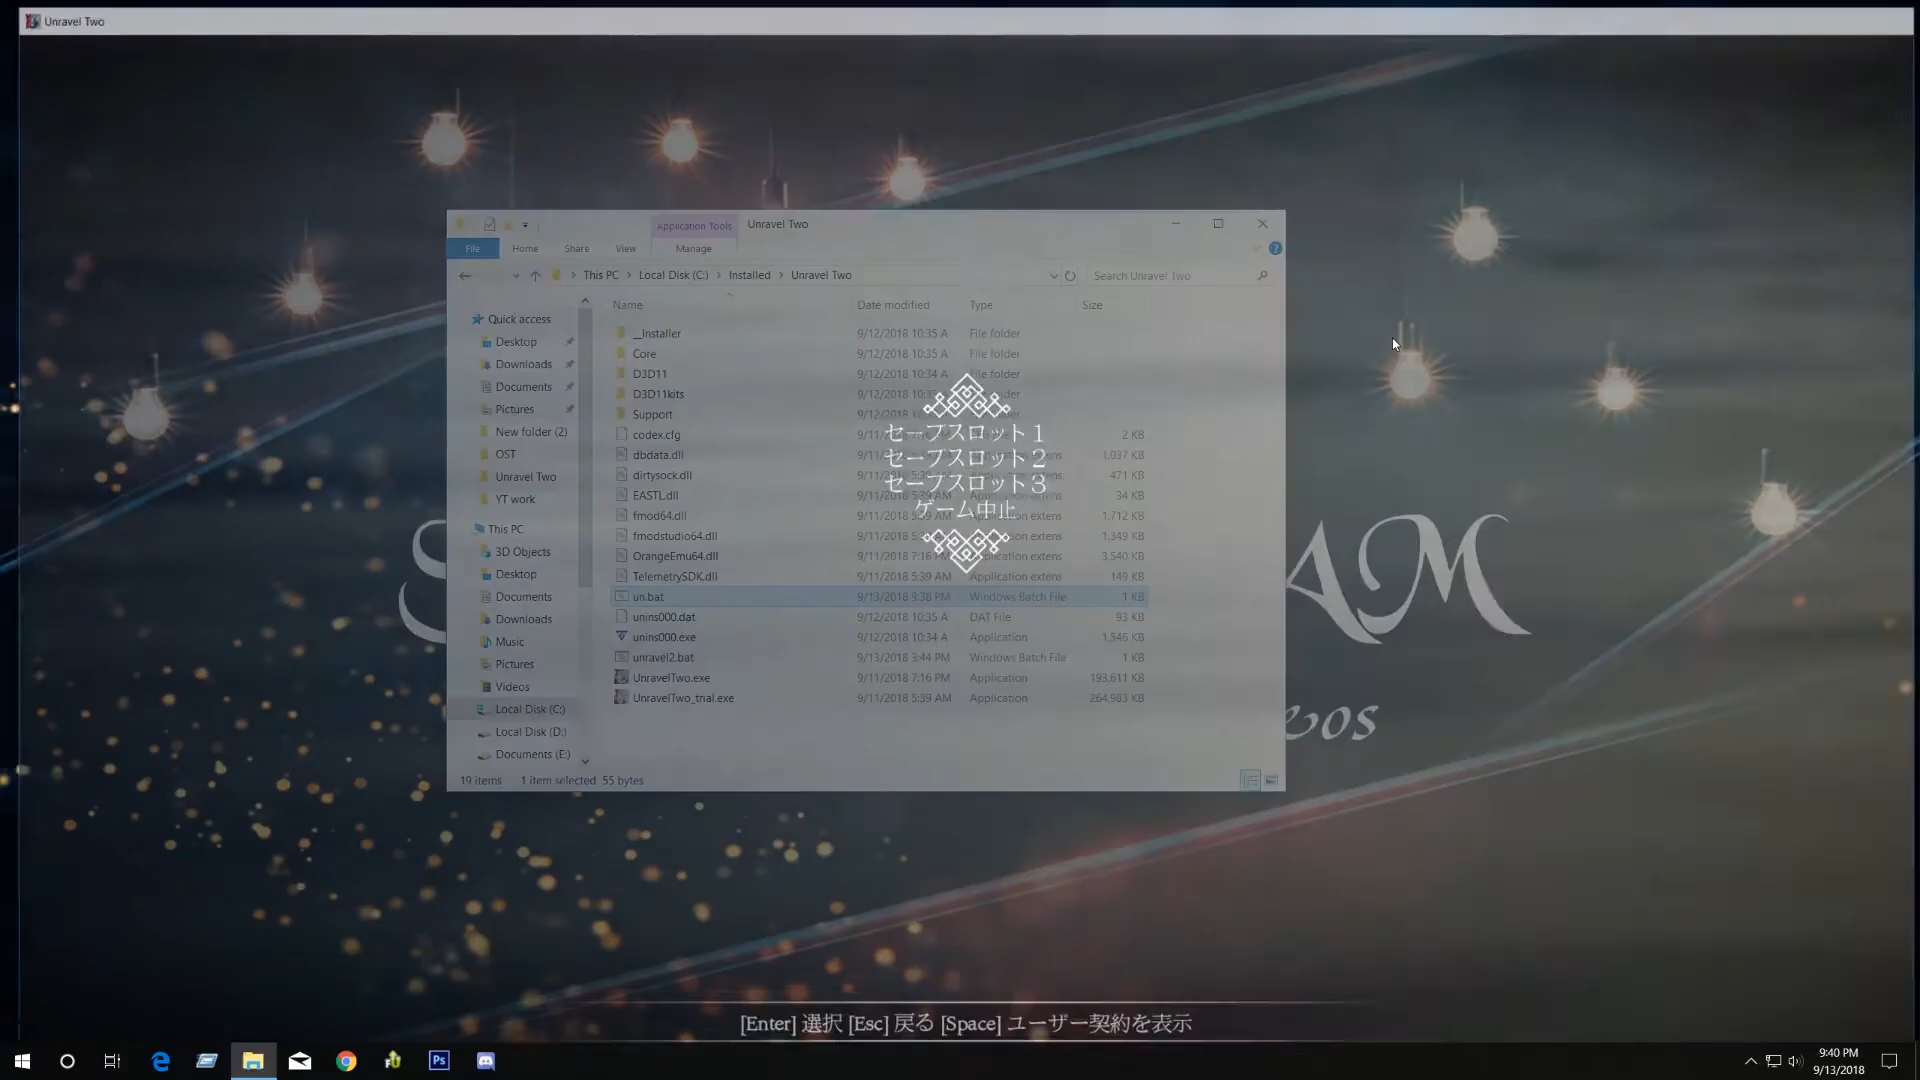 Unravel Two
Application Tools
Unravel Two
File
Home
Share
View
Manage
This PC
Local Disk (C:)
Installed
Unravel Two
Search Unravel Two
Name
Date modified
Type
Size
Quick access
Desktop
Downloads
Documents
Pictures
New folder (2)
OST
Unravel Two
YT work
This PC
3D Objects
Desktop
Documents
Downloads
Music
Pictures
Videos
Local Disk (C:)
Local Disk (D:)
Documents (E:)
__Installer 9/12/2018 10:35 A File folder
Core 9/12/2018 10:35 A File folder
D3D11 9/12/2018 10:34 A File folder
D3D11kits
Support
codex.cfg 2 KB
dbdata.dll 1,037 KB
dirtysock.dll 471 KB
EASTL.dll 34 KB
fmod64.dll 1,712 KB
fmodstudio64.dll 1,349 KB
OrangeEmu64.dll 9/11/2018 7:16 3,540 KB
TelemetrySDK.dll 9/11/2018 5:39 AM Application extens 149 KB
un.bat 9/13/2018 9:38 PM Windows Batch File 1 KB
unins000.dat 9/12/2018 10:35 A DAT File 93 KB
unins000.exe 9/12/2018 10:34 A Application 1,546 KB
unravel2.bat 9/13/2018 3:44 PM Windows Batch File 1 KB
UnravelTwo.exe 9/11/2018 7:16 PM Application 193,611 KB
UnravelTwo_trial.exe 9/11/2018 5:39 AM Application 264,983 KB
セーブスロット1
セーブスロット2
セーブスロット3
ゲーム中止
19 items 1 item selected 55 bytes
[Enter] 選択 [Esc] 戻る [Space] ユーザー契約を表示
Ps
9:40 PM
9/13/2018